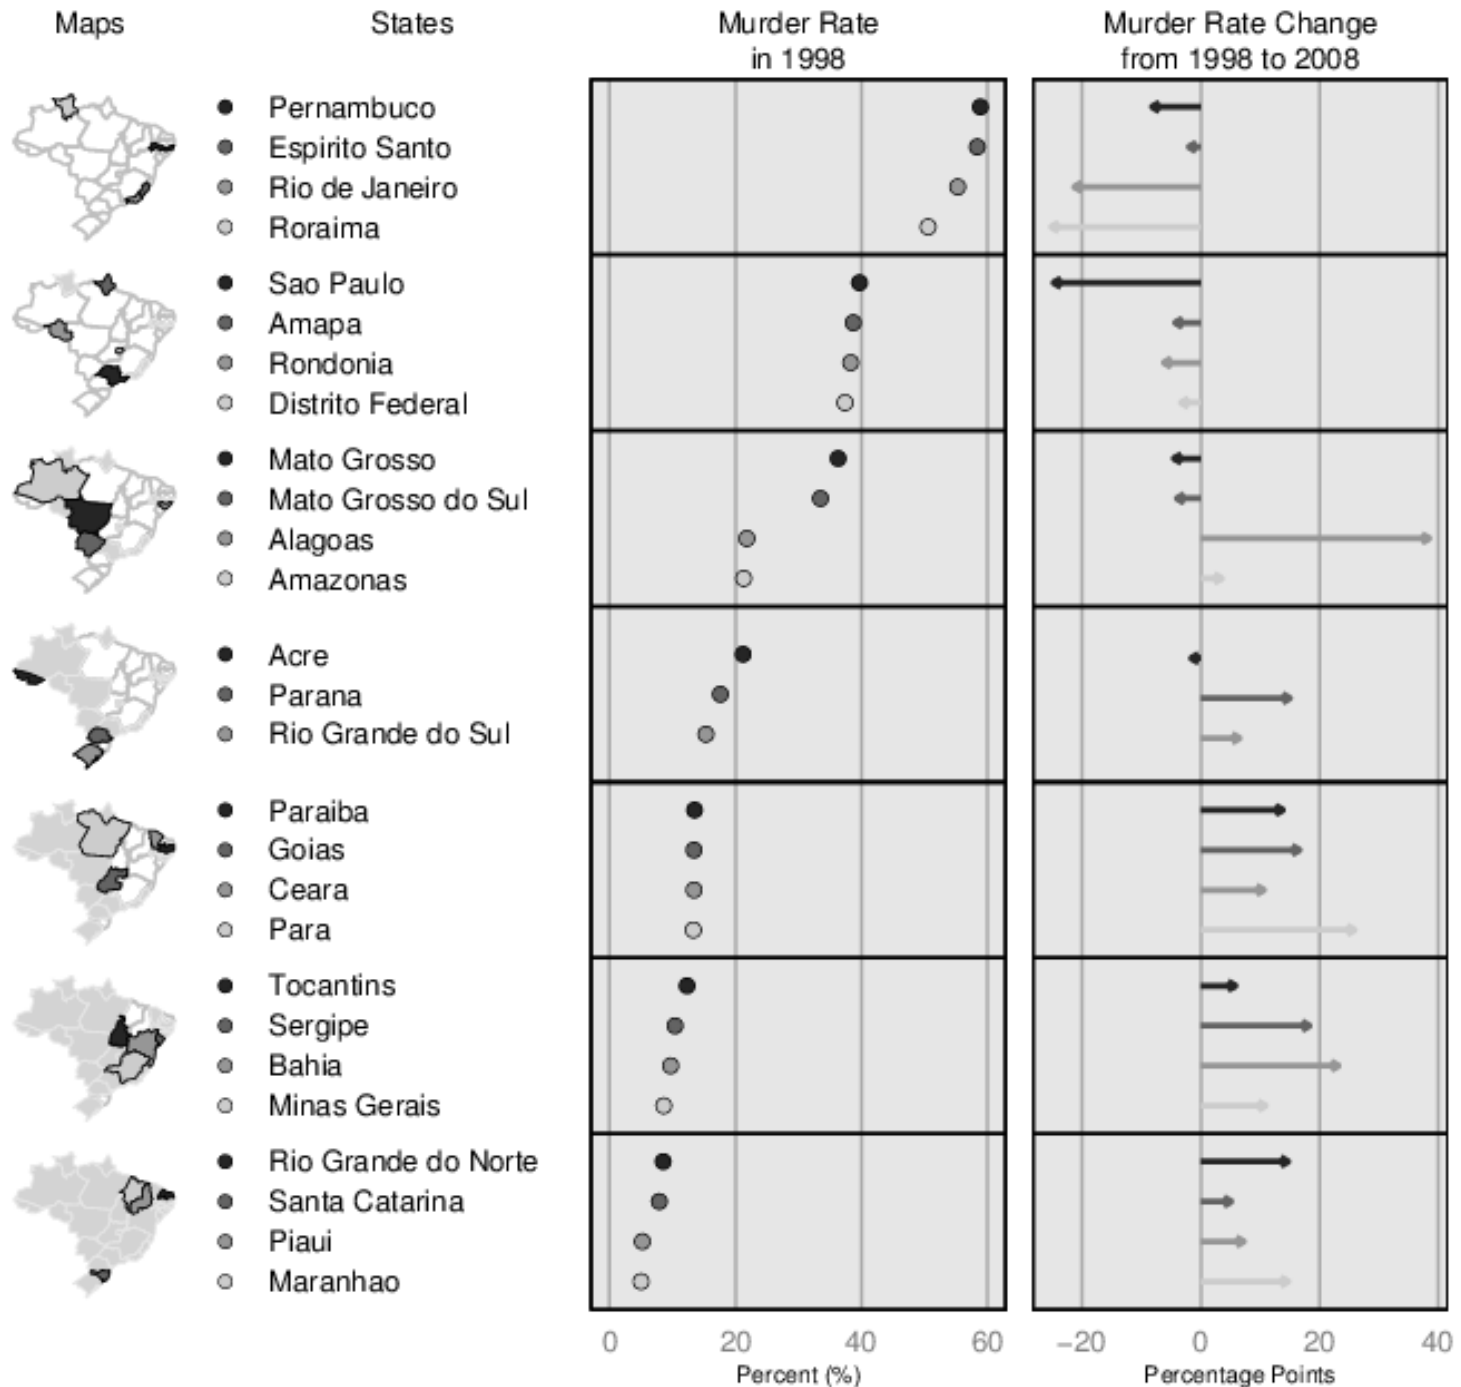 Maps
States
Murder Rate
in 1998
Murder Rate Change
from 1998 to 2008
Pernambuco
Espirito Santo
Rio de Janeiro
Roraima
Sao Paulo
Amapa
Rondonia
Distrito Federal
Mato Grosso
Mato Grosso do Sul
Alagoas
Amazonas
Acre
Parana
Rio Grande do Sul
Paraiba
Goias
Ceara
Para
Tocantins
Sergipe
Bahia
Minas Gerais
Rio Grande do Norte
Santa Catarina
Piaui
Maranhao
0 20 40 60
Percent (%)
−20 0 20 40
Percentage Points